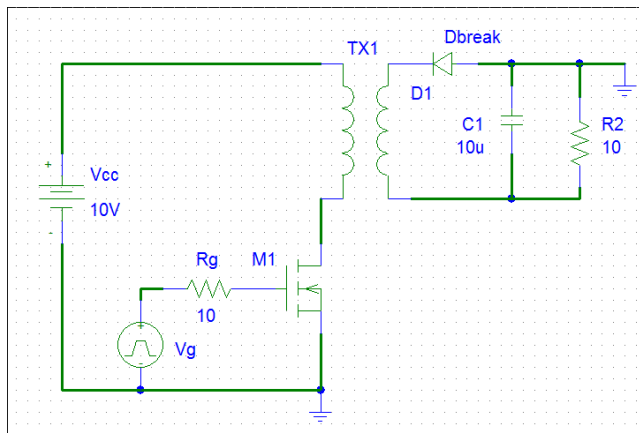 Dbreak
TX1
D1
C1
10u
R2
10
+
Vcc
10V
-
Rg
10
M1
+
Vg
-